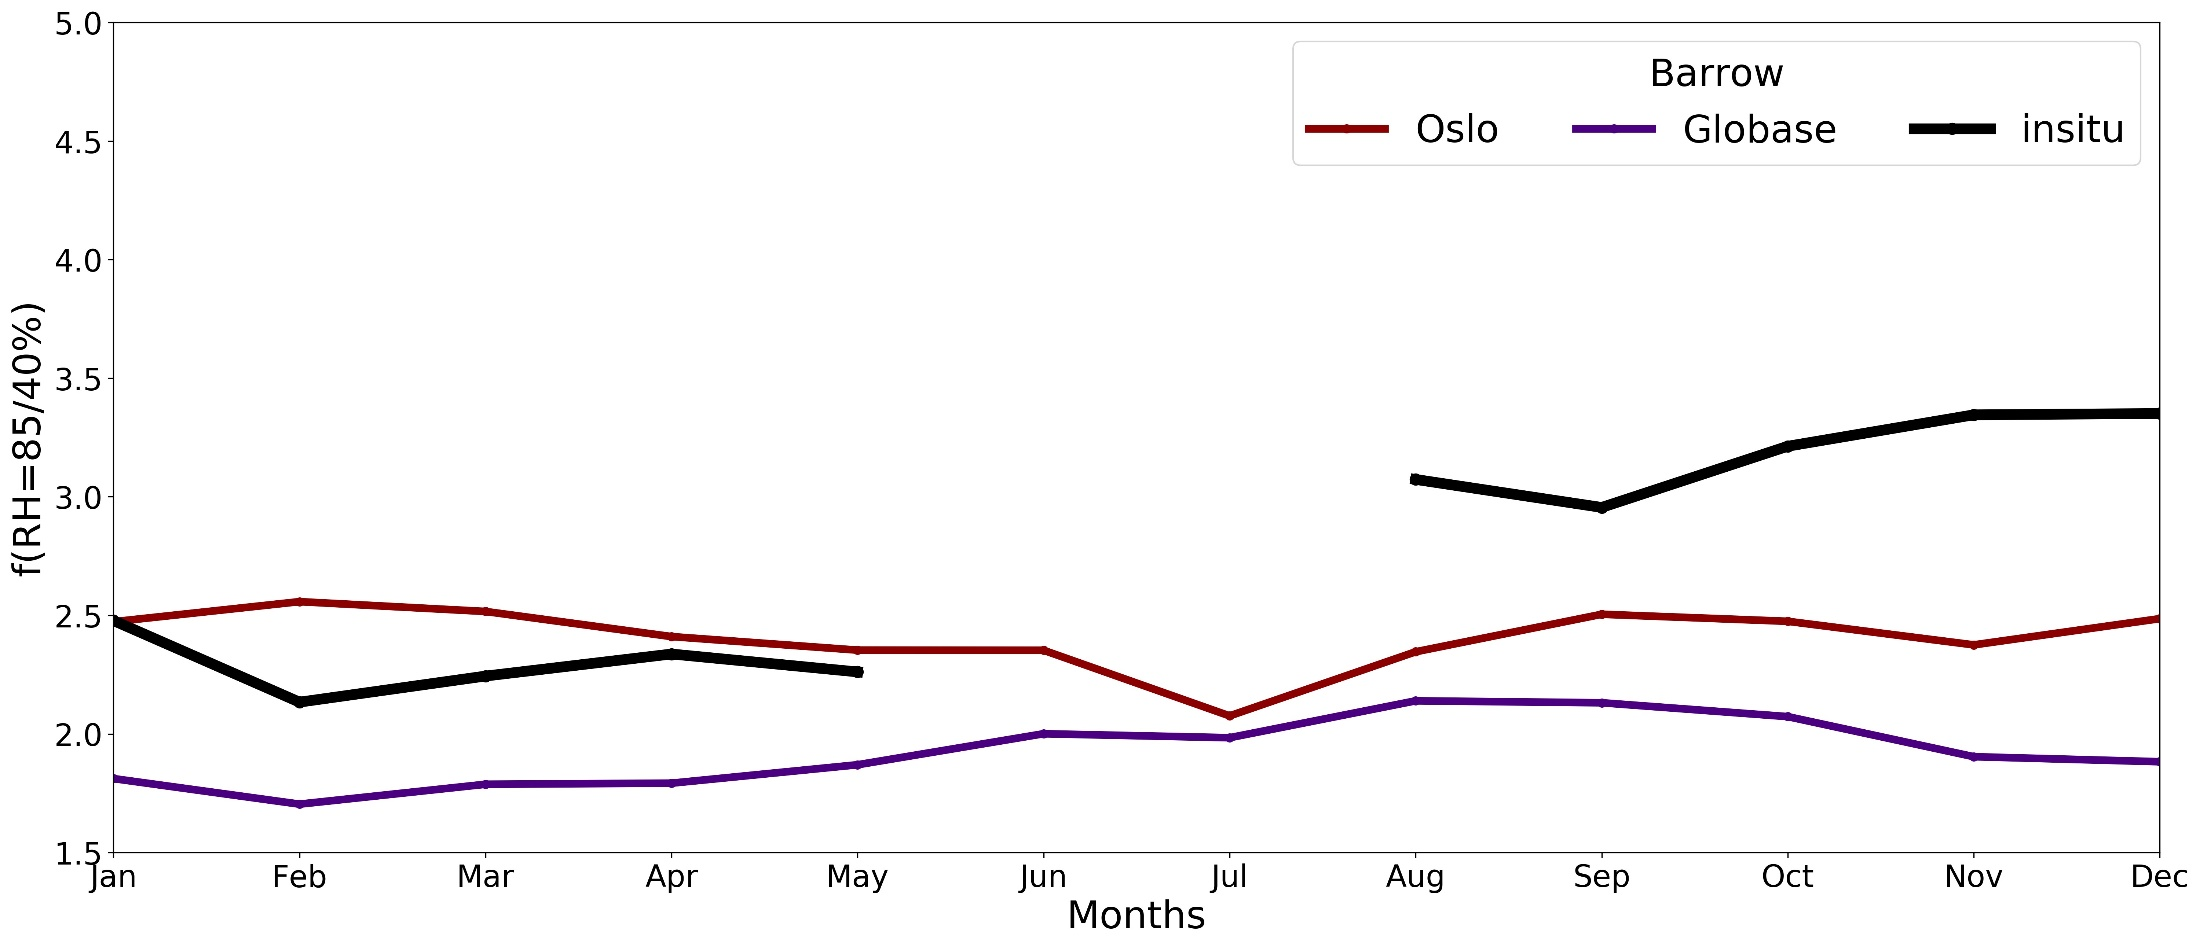 5.0
4.5
4.0
3.5
3.0
2.5
2.0
1.5
f(RH=85/40%)
Barrow
Oslo Globase insitu
Jan Feb Mar Apr May Jun Jul Aug Sep Oct Nov Dec
Months